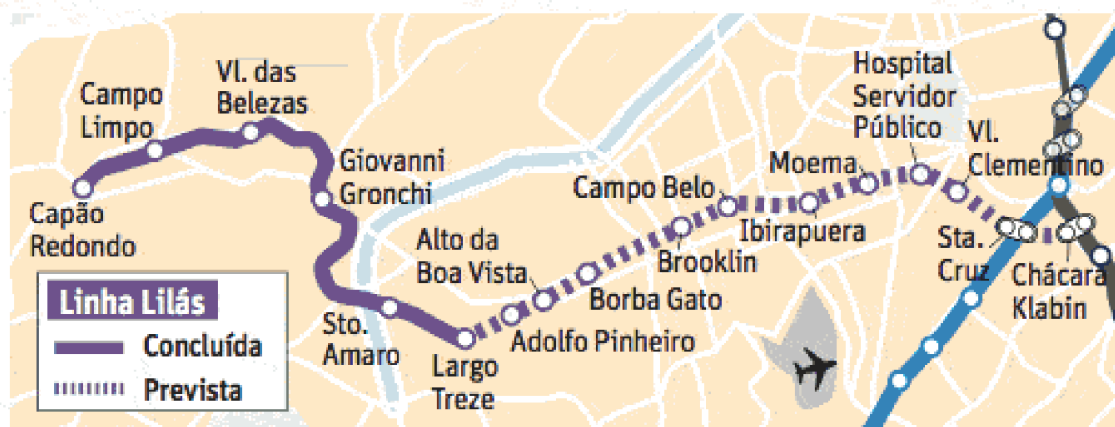 Capão
Redondo
Campo
Limpo
Vl. das
Belezas
Giovanni
Gronchi
Sto.
Amaro
Largo
Treze
Adolfo Pinheiro
Alto da
Boa Vista
Borba Gato
Brooklin
Campo Belo
Ibirapuera
Moema
Hospital
Servidor
Público
Vl.
Clementino
Sta.
Cruz
Chácara
Klabin
Linha Lilás
Concluída
Prevista